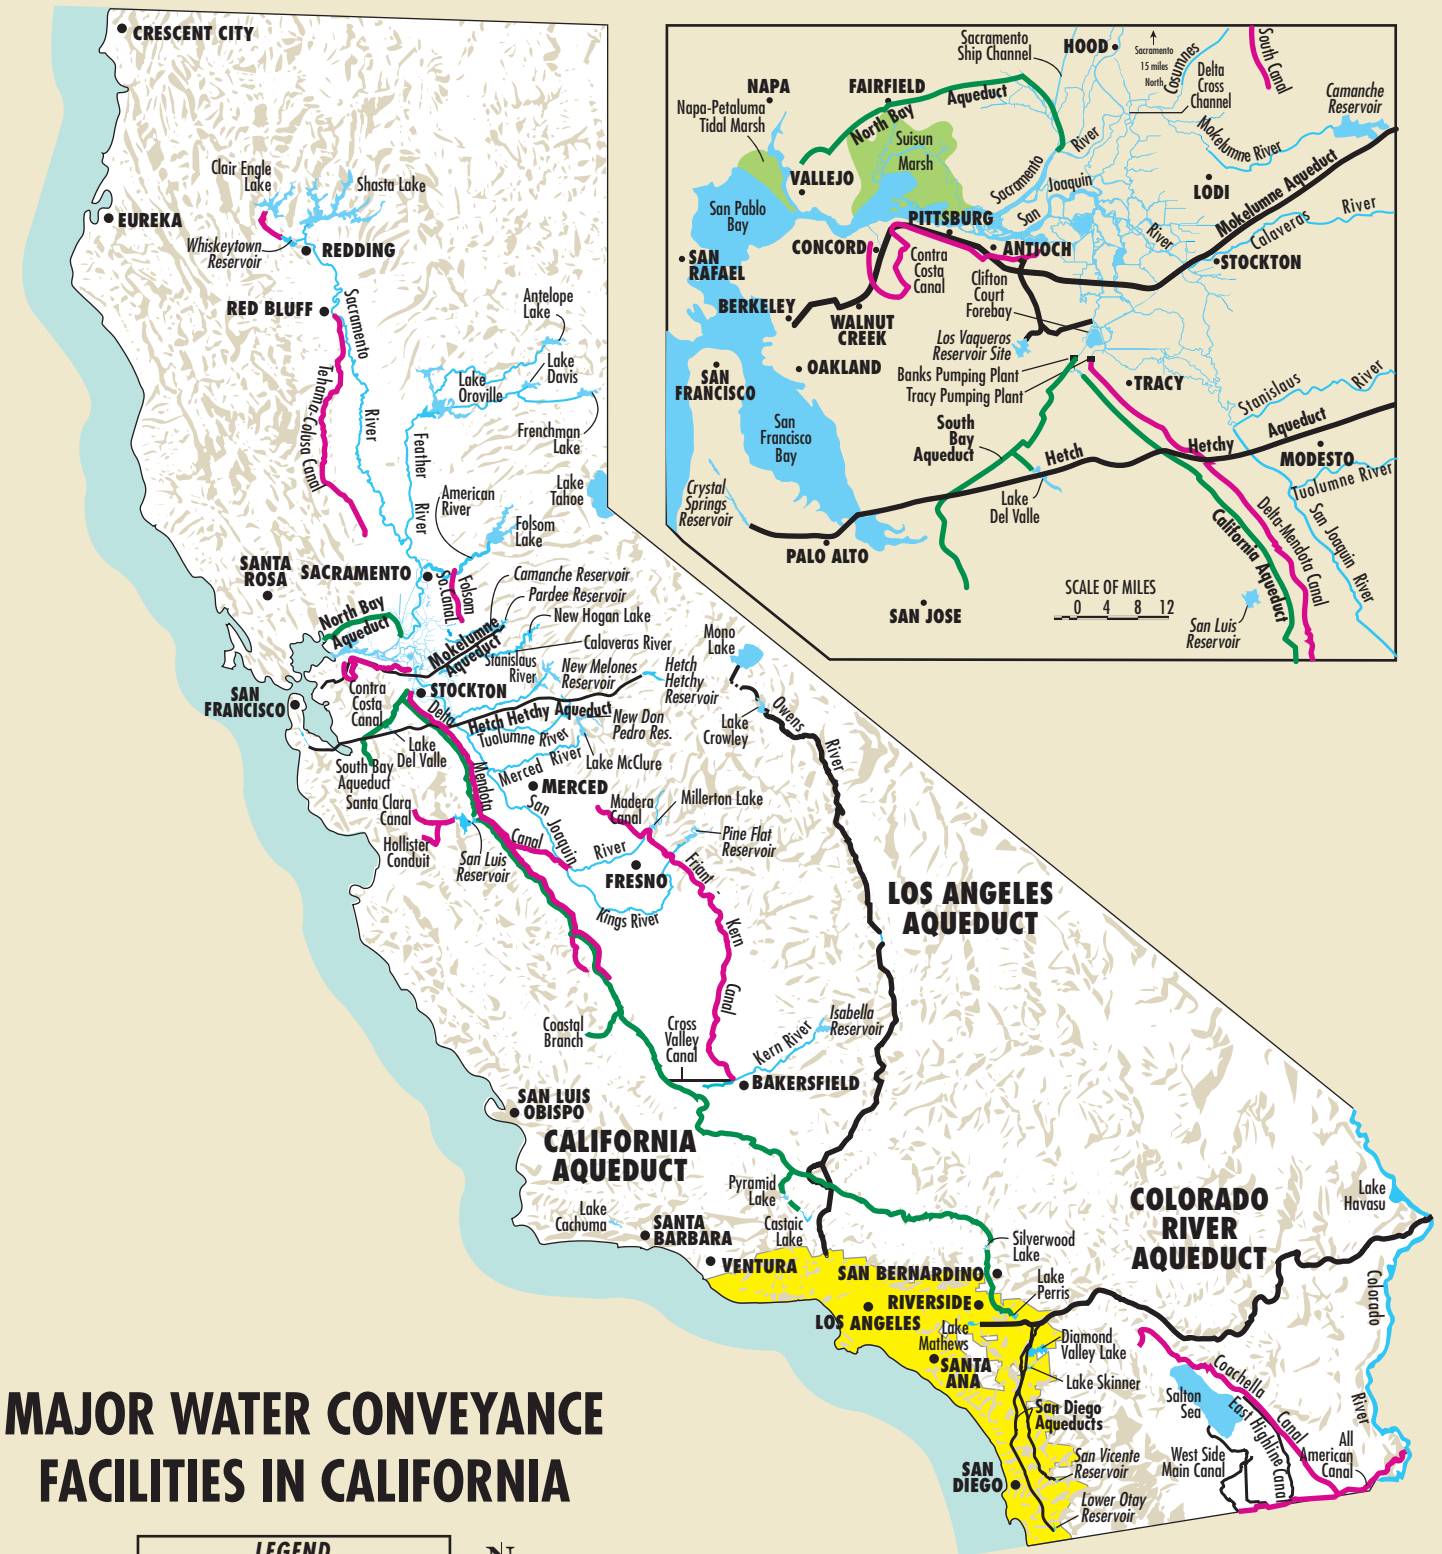 CRESCENT CITY
Clair Engle
Lake
Shasta Lake
EUREKA
Whiskeytown
Reservoir
REDDING
RED BLUFF
Sacramento
River
Tehama-Colusa Canal
Antelope
Lake
Lake
Davis
Lake
Oroville
Frenchman
Lake
Feather
River
American
River
Lake
Tahoe
Folsom
Lake
SANTA
ROSA
SACRAMENTO
Folsom
So.Canal
Camanche Reservoir
Pardee Reservoir
New Hogan Lake
North Bay
Aqueduct
Mokelumne
Aqueduct
Calaveras River
Stanislaus
River
New Melones
Reservoir
Hetch
Hetchy
Reservoir
Mono
Lake
SAN
FRANCISCO
Contra
Costa
Canal
STOCKTON
Delta
Mendota
Canal
Hetch Hetchy Aqueduct
New Don
Pedro Res.
Tuolumne River
Lake
Crowley
Owens
River
Lake
Del Valle
South Bay
Aqueduct
Merced River
Lake McClure
MERCED
Santa Clara
Canal
Hollister
Conduit
San Luis
Reservoir
San Joaquin
River
Madera
Canal
Millerton Lake
Pine Flat
Reservoir
FRESNO
Friant -
Kern
Canal
Kings River
LOS ANGELES
AQUEDUCT
Coastal
Branch
Cross
Valley
Canal
Kern River
Isabella
Reservoir
BAKERSFIELD
SAN LUIS
OBISPO
CALIFORNIA
AQUEDUCT
Pyramid
Lake
Castaic
Lake
Lake
Cachuma
SANTA
BARBARA
VENTURA
Silverwood
Lake
COLORADO
RIVER
AQUEDUCT
Lake
Havasu
SAN BERNARDINO
Lake
Perris
RIVERSIDE
LOS ANGELES
Lake
Mathews
Colorado
River
Diamond
Valley Lake
SANTA
ANA
Lake Skinner
San Diego
Aqueducts
Salton
Sea
Coachella
Canal
East Highline Canal
West Side
Main Canal
All
American
Canal
San Vicente
Reservoir
SAN
DIEGO
Lower Otay
Reservoir
Sacramento
Ship Channel
HOOD
Sacramento
15 miles
North
Cosumnes
Delta
Cross
Channel
South Canal
Camanche
Reservoir
NAPA
FAIRFIELD
Napa-Petaluma
Tidal Marsh
North Bay
Aqueduct
Suisun
Marsh
Sacramento
River
Mokelumne River
VALLEJO
San Pablo
Bay
San
Joaquin
River
LODI
Mokelumne Aqueduct
Calaveras
River
PITTSBURG
CONCORD
ANTIOCH
Contra
Costa
Canal
SAN
RAFAEL
Clifton
Court
Forebay
STOCKTON
BERKELEY
WALNUT
CREEK
Los Vaqueros
Reservoir Site
OAKLAND
Banks Pumping Plant
Tracy Pumping Plant
TRACY
SAN
FRANCISCO
Stanislaus
River
San
Francisco
Bay
South
Bay
Aqueduct
Hetch
Hetchy
Aqueduct
MODESTO
Tuolumne River
Crystal
Springs
Reservoir
Lake
Del Valle
California Aqueduct
Delta-Mendota Canal
San Joaquin
River
PALO ALTO
SCALE OF MILES
0 4 8 12
SAN JOSE
San Luis
Reservoir
MAJOR WATER CONVEYANCE
FACILITIES IN CALIFORNIA
LEGEND
N